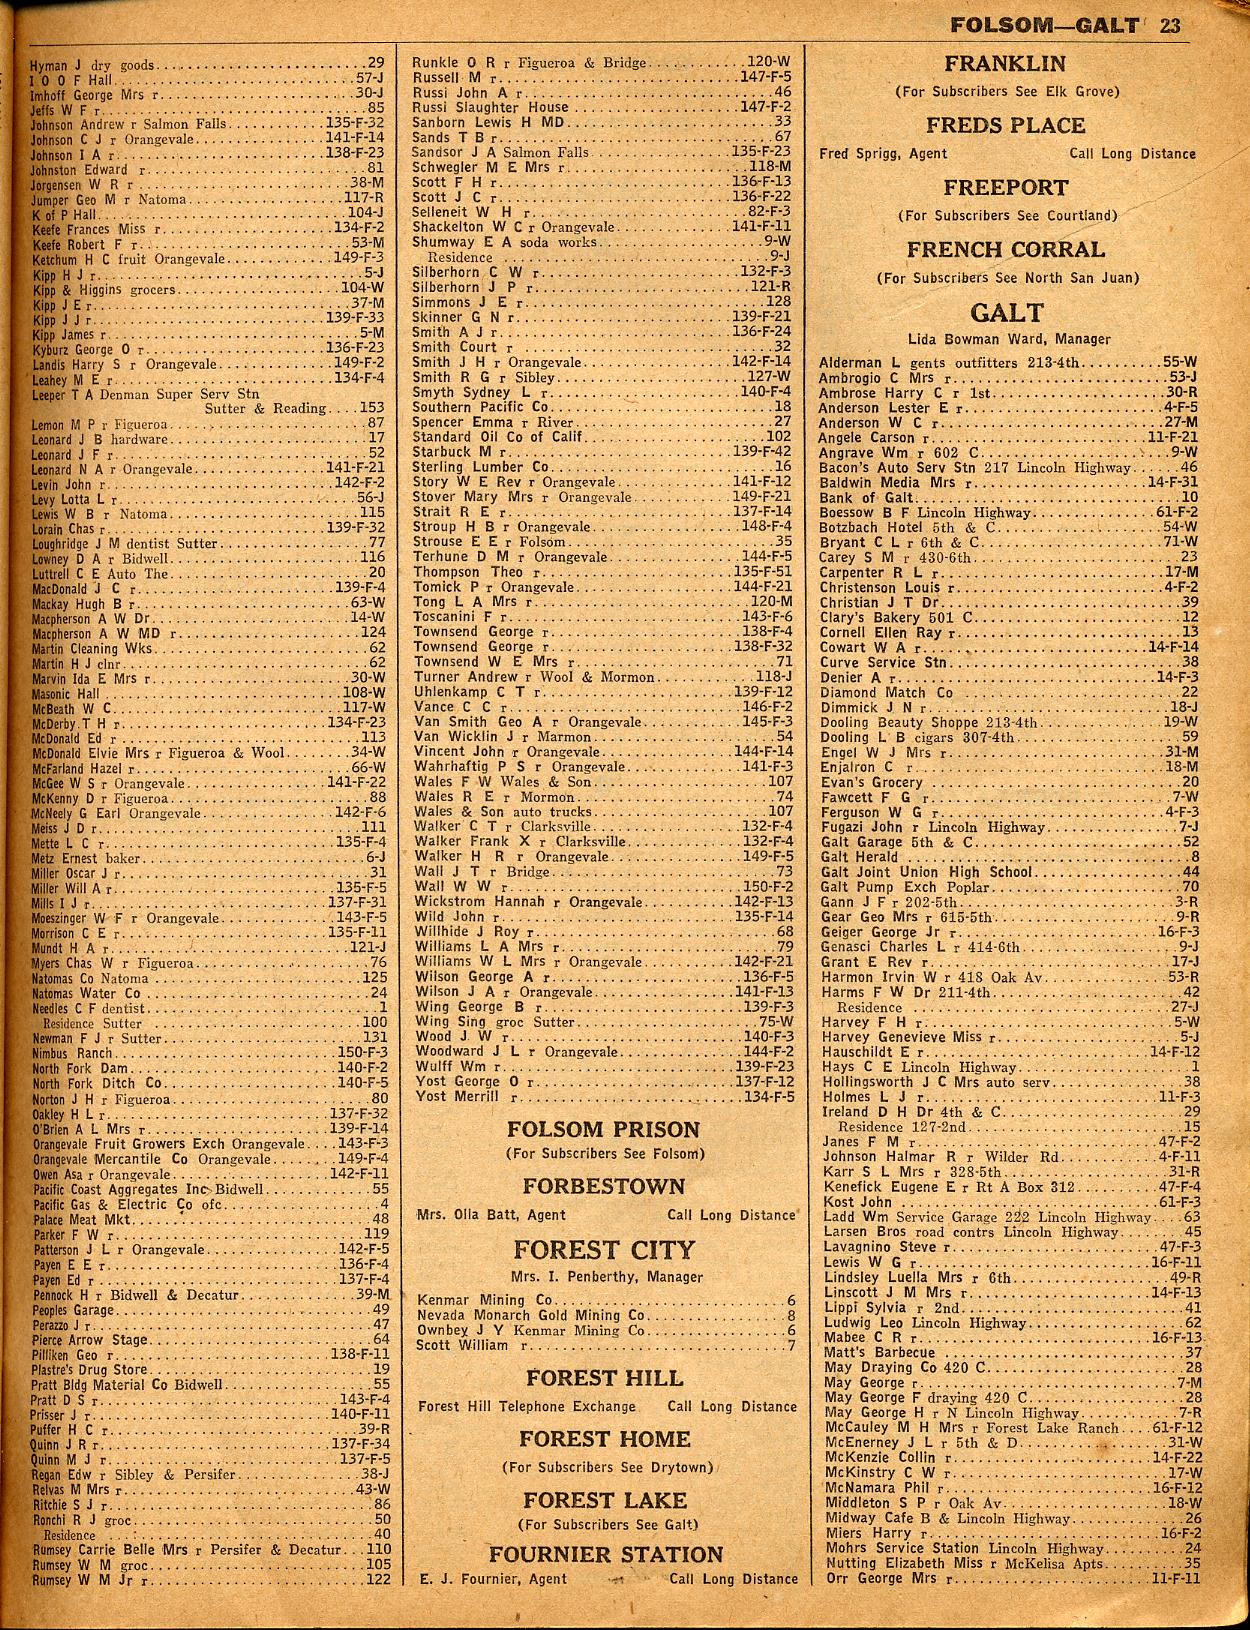 FOLSOM—GALT 23
Hyman J dry goods 29
I O O F Hall 57-J
Imhoff George Mrs r 30-J
Jeffs W F r 85
Johnson Andrew r Salmon Falls 135-F-32
Johnson C J r Orangevale 141-F-14
Johnson I A r 138-F-23
Johnston Edward r 81
Jorgensen W R r 38-M
Jumper Geo M r Natoma 117-R
K of P Hall 104-J
Keefe Frances Miss r 134-F-2
Keefe Robert F r 53-M
Ketchum H C fruit Orangevale 149-F-3
Kipp H J r 5-J
Kipp & Higgins grocers 104-W
Kipp J E r 37-M
Kipp J J r 139-F-33
Kipp James r 5-M
Kyburz George O r 136-F-23
Landis Harry S r Orangevale 149-F-2
Leahey M E r 134-F-4
Leeper T A Denman Super Serv Stn
Sutter & Reading 153
Lemon M P r Figueroa 87
Leonard J B hardware 17
Leonard J F r 52
Leonard N A r Orangevale 141-F-21
Levin John r 142-F-2
Levy Lotta L r 56-J
Lewis W B r Natoma 115
Lorain Chas r 139-F-32
Loughridge J M dentist Sutter 77
Lowney D A r Bidwell 116
Luttrell C E Auto The 20
MacDonald J C r 139-F-4
Mackay Hugh B r 63-W
Macpherson A W Dr 14-W
Macpherson A W MD r 124
Martin Cleaning Wks 62
Martin H J clnr 62
Marvin Ida E Mrs r 30-W
Masonic Hall 108-W
McBeath W C 117-W
McDerby T H r 134-F-23
McDonald Ed r 113
McDonald Elvie Mrs r Figueroa & Wool 34-W
McFarland Hazel r 66-W
McGee W S r Orangevale 141-F-22
McKenny D r Figueroa 88
McNeely G Earl Orangevale 142-F-6
Meiss J D r 111
Mette L C r 135-F-4
Metz Ernest baker 6-J
Miller Oscar J r 31
Miller Will A r 135-F-5
Mills I J r 137-F-31
Moeszinger W F r Orangevale 143-F-5
Morrison C E r 135-F-11
Mundt H A r 121-J
Myers Chas W r Figueroa 76
Natomas Co Natoma 125
Natomas Water Co 24
Needles C F dentist 1
Residence Sutter 100
Newman F J r Sutter 131
Nimbus Ranch 150-F-3
North Fork Dam 140-F-2
North Fork Ditch Co 140-F-5
Norton J H r Figueroa 80
Oakley H L r 137-F-32
O'Brien A L Mrs r 139-F-14
Orangevale Fruit Growers Exch Orangevale 143-F-3
Orangevale Mercantile Co Orangevale 149-F-4
Owen Asa r Orangevale 142-F-11
Pacific Coast Aggregates Inc Bidwell 55
Pacific Gas & Electric Co ofc 4
Palace Meat Mkt 48
Parker F W r 119
Patterson J L r Orangevale 142-F-5
Payen E E r 136-F-4
Payen Ed r 137-F-4
Pennock H r Bidwell & Decatur 39-M
Peoples Garage 49
Perazzo J r 47
Pierce Arrow Stage 64
Pilliken Geo r 138-F-11
Plastre's Drug Store 19
Pratt Bldg Material Co Bidwell 55
Pratt D S r 143-F-4
Prisser J r 140-F-11
Puffer H C r 39-R
Quinn J R r 137-F-34
Quinn M J r 137-F-5
Regan Edw r Sibley & Persifer 38-J
Relvas M Mrs r 43-W
Ritchie S J r 86
Ronchi R J groc 50
Residence 40
Rumsey Carrie Belle Mrs r Persifer & Decatur 110
Rumsey W M groc 105
Rumsey W M Jr r 122
Runkle O R r Figueroa & Bridge 120-W
Russell M r 147-F-5
Russi John A r 46
Russi Slaughter House 147-F-2
Sanborn Lewis H MD 33
Sands T B r 67
Sandsor J A Salmon Falls 135-F-23
Schwegler M E Mrs r 118-M
Scott F H r 136-F-13
Scott J C r 136-F-22
Selleneit W H r 82-F-3
Shackelton W C r Orangevale 141-F-11
Shumway E A soda works 9-W
Residence 9-J
Silberhorn C W r 132-F-3
Silberhorn J P r 121-R
Simmons J E r 128
Skinner G N r 139-F-21
Smith A J r 136-F-24
Smith Court r 32
Smith J H r Orangevale 142-F-14
Smith R G r Sibley 127-W
Smyth Sydney L r 140-F-4
Southern Pacific Co 18
Spencer Emma r River 27
Standard Oil Co of Calif 102
Starbuck M r 139-F-42
Sterling Lumber Co 16
Story W E Rev r Orangevale 141-F-12
Stover Mary Mrs r Orangevale 149-F-21
Strait R E r 137-F-14
Stroup H B r Orangevale 148-F-4
Strouse E E r Folsom 35
Terhune D M r Orangevale 144-F-5
Thompson Theo r 135-F-51
Tomick P r Orangevale 144-F-21
Tong L A Mrs r 120-M
Toscanini F r 143-F-6
Townsend George r 138-F-4
Townsend George r 138-F-32
Townsend W E Mrs r 71
Turner Andrew r Wool & Mormon 118-J
Uhlenkamp C T r 139-F-12
Vance C C r 146-F-2
Van Smith Geo A r Orangevale 145-F-3
Van Wicklin J r Marmon 54
Vincent John r Orangevale 144-F-14
Wahrhaftig P S r Orangevale 141-F-3
Wales F W Wales & Son 107
Wales R E r Mormon 74
Wales & Son auto trucks 107
Walker C T r Clarksville 132-F-4
Walker Frank X r Clarksville 132-F-4
Walker H R r Orangevale 149-F-5
Wall J T r Bridge 73
Wall W W r 150-F-2
Wickstrom Hannah r Orangevale 142-F-13
Wild John r 135-F-14
Willhide J Roy r 68
Williams L A Mrs r 79
Williams W L Mrs r Orangevale 142-F-21
Wilson George A r 136-F-5
Wilson J A r Orangevale 141-F-13
Wing George B r 139-F-3
Wing Sing groc Sutter 75-W
Wood J W r 140-F-3
Woodward J L r Orangevale 144-F-2
Wulff Wm r 139-F-23
Yost George O r 137-F-12
Yost Merrill r 134-F-5
FOLSOM PRISON
(For Subscribers See Folsom)
FORBESTOWN
Mrs. Olla Batt, Agent Call Long Distance
FOREST CITY
Mrs. I. Penberthy, Manager
Kenmar Mining Co 6
Nevada Monarch Gold Mining Co 8
Ownbey J Y Kenmar Mining Co 6
Scott William r 7
FOREST HILL
Forest Hill Telephone Exchange Call Long Distance
FOREST HOME
(For Subscribers See Drytown)
FOREST LAKE
(For Subscribers See Galt)
FOURNIER STATION
E. J. Fournier, Agent Call Long Distance
FRANKLIN
(For Subscribers See Elk Grove)
FREDS PLACE
Fred Sprigg, Agent Call Long Distance
FREEPORT
(For Subscribers See Courtland)
FRENCH CORRAL
(For Subscribers See North San Juan)
GALT
Lida Bowman Ward, Manager
Alderman L gents outfitters 213-4th 55-W
Ambrogio C Mrs r 53-J
Ambrose Harry C r 1st 30-R
Anderson Lester E r 4-F-5
Anderson W C r 27-M
Angele Carson r 11-F-21
Angrave Wm r 602 C 9-W
Bacon's Auto Serv Stn 217 Lincoln Highway 46
Baldwin Media Mrs r 14-F-31
Bank of Galt 10
Boessow B F Lincoln Highway 61-F-2
Botzbach Hotel 5th & C 54-W
Bryant C L r 6th & C 71-W
Carey S M r 430-6th 23
Carpenter R L r 17-M
Christenson Louis r 4-F-2
Christian J T Dr 39
Clary's Bakery 501 C 12
Cornell Ellen Ray r 13
Cowart W A r 14-F-14
Curve Service Stn 38
Denier A r 14-F-3
Diamond Match Co 22
Dimmick J N r 18-J
Dooling Beauty Shoppe 213-4th 19-W
Dooling L B cigars 307-4th 59
Engel W J Mrs r 31-M
Enjalron C r 18-M
Evan's Grocery 20
Fawcett F G r 7-W
Ferguson W G r 4-F-3
Fugazi John r Lincoln Highway 7-J
Galt Garage 5th & C 52
Galt Herald 8
Galt Joint Union High School 44
Galt Pump Exch Poplar 70
Gann J F r 202-5th 3-R
Gear Geo Mrs r 615-5th 9-R
Geiger George Jr r 16-F-3
Genasci Charles L r 414-6th 9-J
Grant E Rev r 17-J
Harmon Irvin W r 418 Oak Av 53-R
Harms F W Dr 211-4th 42
Residence 27-J
Harvey F H r 5-W
Harvey Genevieve Miss r 5-J
Hauschildt E r 14-F-12
Hays C E Lincoln Highway 1
Hollingsworth J C Mrs auto serv 38
Holmes L J r 11-F-3
Ireland D H Dr 4th & C 29
Residence 127-2nd 15
Janes F M r 47-F-2
Johnson Halmar R r Wilder Rd 4-F-11
Karr S L Mrs r 328-5th 31-R
Kenefick Eugene E r Rt A Box 312 47-F-4
Kost John 61-F-3
Ladd Wm Service Garage 222 Lincoln Highway 63
Larsen Bros road contrs Lincoln Highway 45
Lavagnino Steve r 47-F-3
Lewis W G r 16-F-11
Lindsley Luella Mrs r 6th 49-R
Linscott J M Mrs r 14-F-13
Lippi Sylvia r 2nd 41
Ludwig Leo Lincoln Highway 62
Mabee C R r 16-F-13
Matt's Barbecue 37
May Draying Co 420 C 28
May George r 7-M
May George F draying 420 C 28
May George H r N Lincoln Highway 7-R
McCauley M H Mrs r Forest Lake Ranch 61-F-12
McEnerney J L r 5th & D 31-W
McKenzie Collin r 14-F-22
McKinstry C W r 17-W
McNamara Phil r 16-F-12
Middleton S P r Oak Av 18-W
Midway Cafe B & Lincoln Highway 26
Miers Harry r 16-F-2
Mohrs Service Station Lincoln Highway 24
Nutting Elizabeth Miss r McKelisa Apts 35
Orr George Mrs r 11-F-11